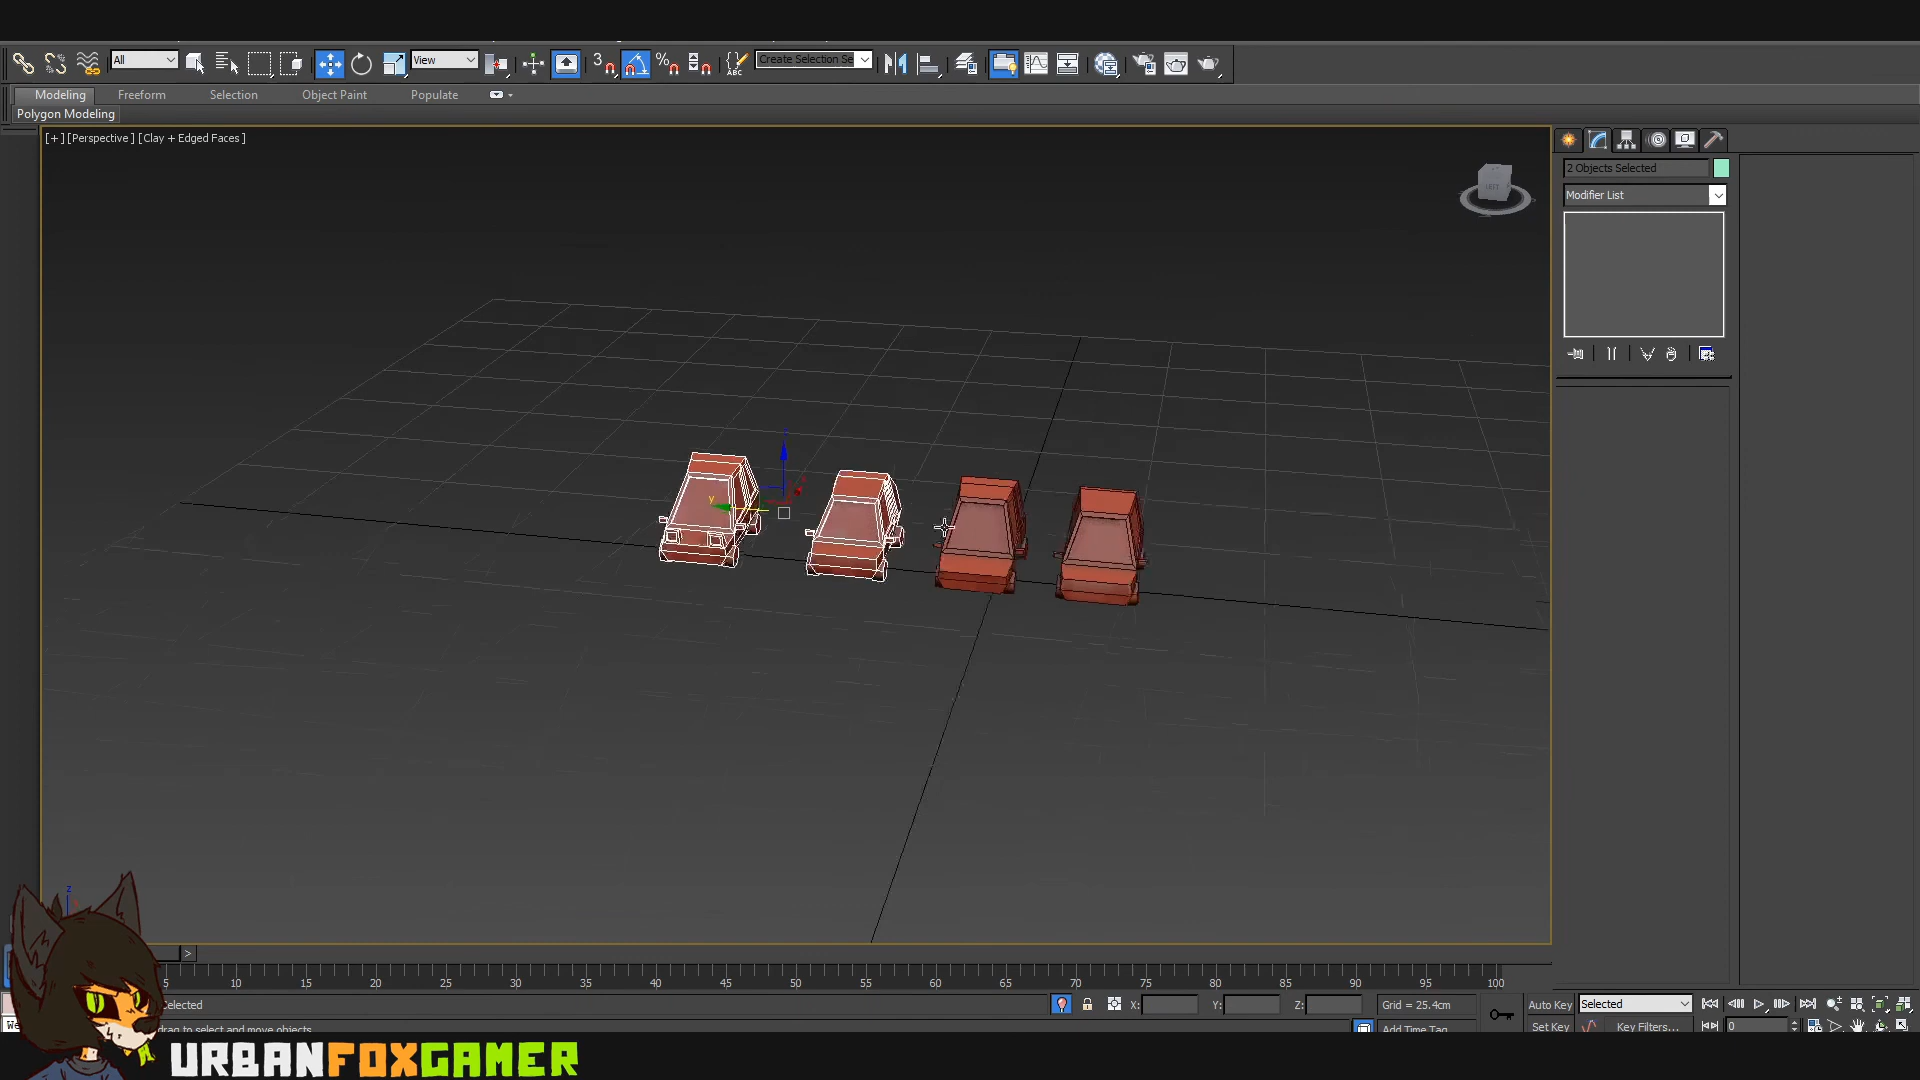 All View 3 % ABC Create Selection Se
Modeling Freeform Selection Object Paint Populate
Polygon Modeling
[+] [Perspective] [Clay + Edged Faces]
2 Objects Selected
Modifier List
y
z
>
5 10 15 20 25 30 35 40 45 50 55 60 65 70 75 80 85 90 95 100
elected X: Y: Z: Grid = 25.4cm Auto Key Selected
We drag to select and move objects Add Time Tag Set Key Key Filters... 0
URBANFOXGAMER